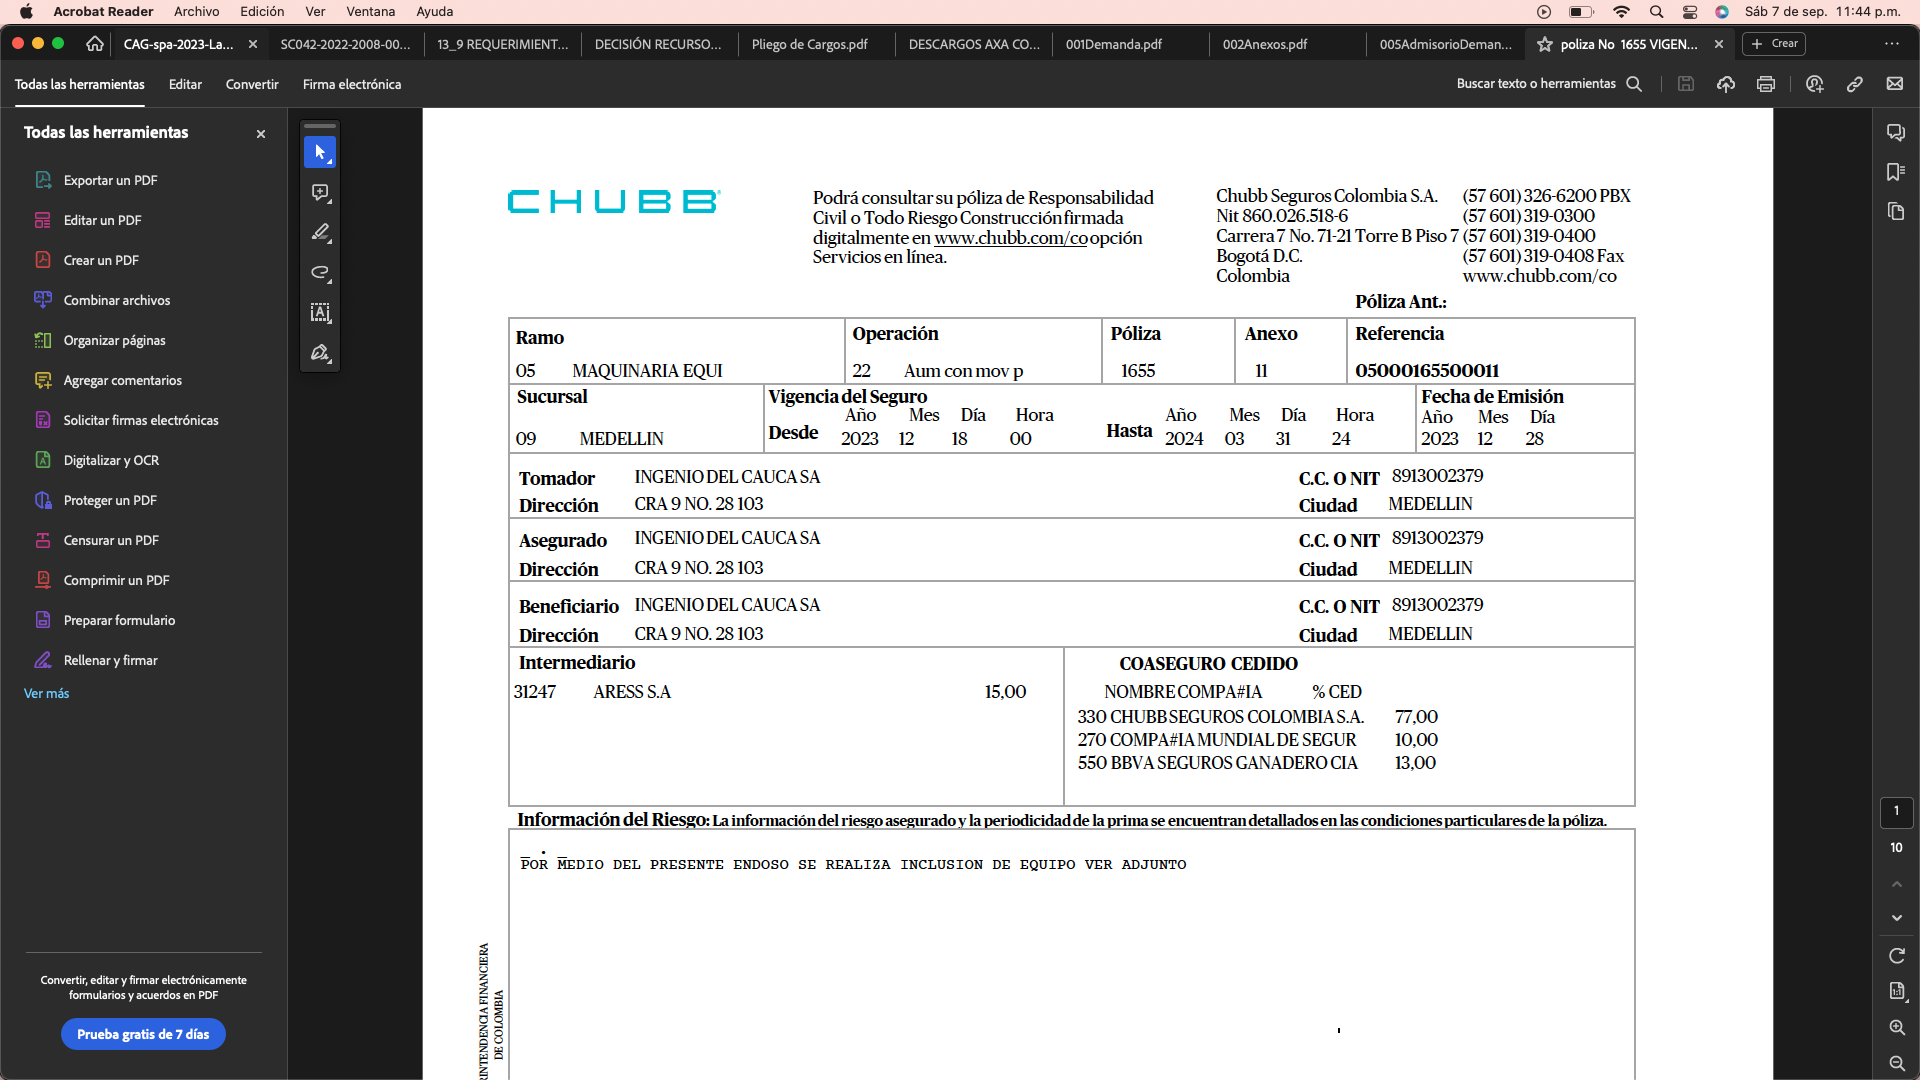 Acrobat Reader Archivo Edición Ver Ventana Ayuda Sáb 7 de sep. 11:44 p.m.
CAG-spa-2023-La... SC042-2022-2008-00... 13_9 REQUERIMIENT... DECISIÓN RECURSO... Pliego de Cargos.pdf DESCARGOS AXA CO... 001Demanda.pdf 002Anexos.pdf 005AdmisorioDeman... poliza No 1655 VIGEN... Crear
Todas las herramientas Editar Convertir Firma electrónica Buscar texto o herramientas
Todas las herramientas
Exportar un PDF
Editar un PDF
Crear un PDF
Combinar archivos
Organizar páginas
Agregar comentarios
Solicitar firmas electrónicas
Digitalizar y OCR
Proteger un PDF
Censurar un PDF
Comprimir un PDF
Preparar formulario
Rellenar y firmar
Ver más
Convertir, editar y firmar electrónicamente
formularios y acuerdos en PDF
Prueba gratis de 7 días
CHUBB
Podrá consultar su póliza de Responsabilidad
Civil o Todo Riesgo Construcción firmada
digitalmente en www.chubb.com/co opción
Servicios en línea.
Chubb Seguros Colombia S.A. (57 601) 326-6200 PBX
Nit 860.026.518-6 (57 601) 319-0300
Carrera 7 No. 71-21 Torre B Piso 7 (57 601) 319-0400
Bogotá D.C. (57 601) 319-0408 Fax
Colombia www.chubb.com/co
Póliza Ant.:
Ramo Operación Póliza Anexo Referencia
05 MAQUINARIA EQUI 22 Aum con mov p 1655 11 05000165500011
Sucursal Vigencia del Seguro Fecha de Emisión
Año Mes Día Hora Año Mes Día Hora Año Mes Día
09 MEDELLIN Desde 2023 12 18 00 Hasta 2024 03 31 24 2023 12 28
Tomador INGENIO DEL CAUCA SA C.C. O NIT 8913002379
Dirección CRA 9 NO. 28 103 Ciudad MEDELLIN
Asegurado INGENIO DEL CAUCA SA C.C. O NIT 8913002379
Dirección CRA 9 NO. 28 103 Ciudad MEDELLIN
Beneficiario INGENIO DEL CAUCA SA C.C. O NIT 8913002379
Dirección CRA 9 NO. 28 103 Ciudad MEDELLIN
Intermediario COASEGURO CEDIDO
31247 ARESS S.A 15,00 NOMBRE COMPA#IA % CED
330 CHUBB SEGUROS COLOMBIA S.A. 77,00
270 COMPA#IA MUNDIAL DE SEGUR 10,00
550 BBVA SEGUROS GANADERO CIA 13,00
Información del Riesgo: La información del riesgo asegurado y la periodicidad de la prima se encuentran detallados en las condiciones particulares de la póliza.
POR MEDIO DEL PRESENTE ENDOSO SE REALIZA INCLUSION DE EQUIPO VER ADJUNTO
RINTENDENCIA FINANCIERA
DE COLOMBIA
1
10